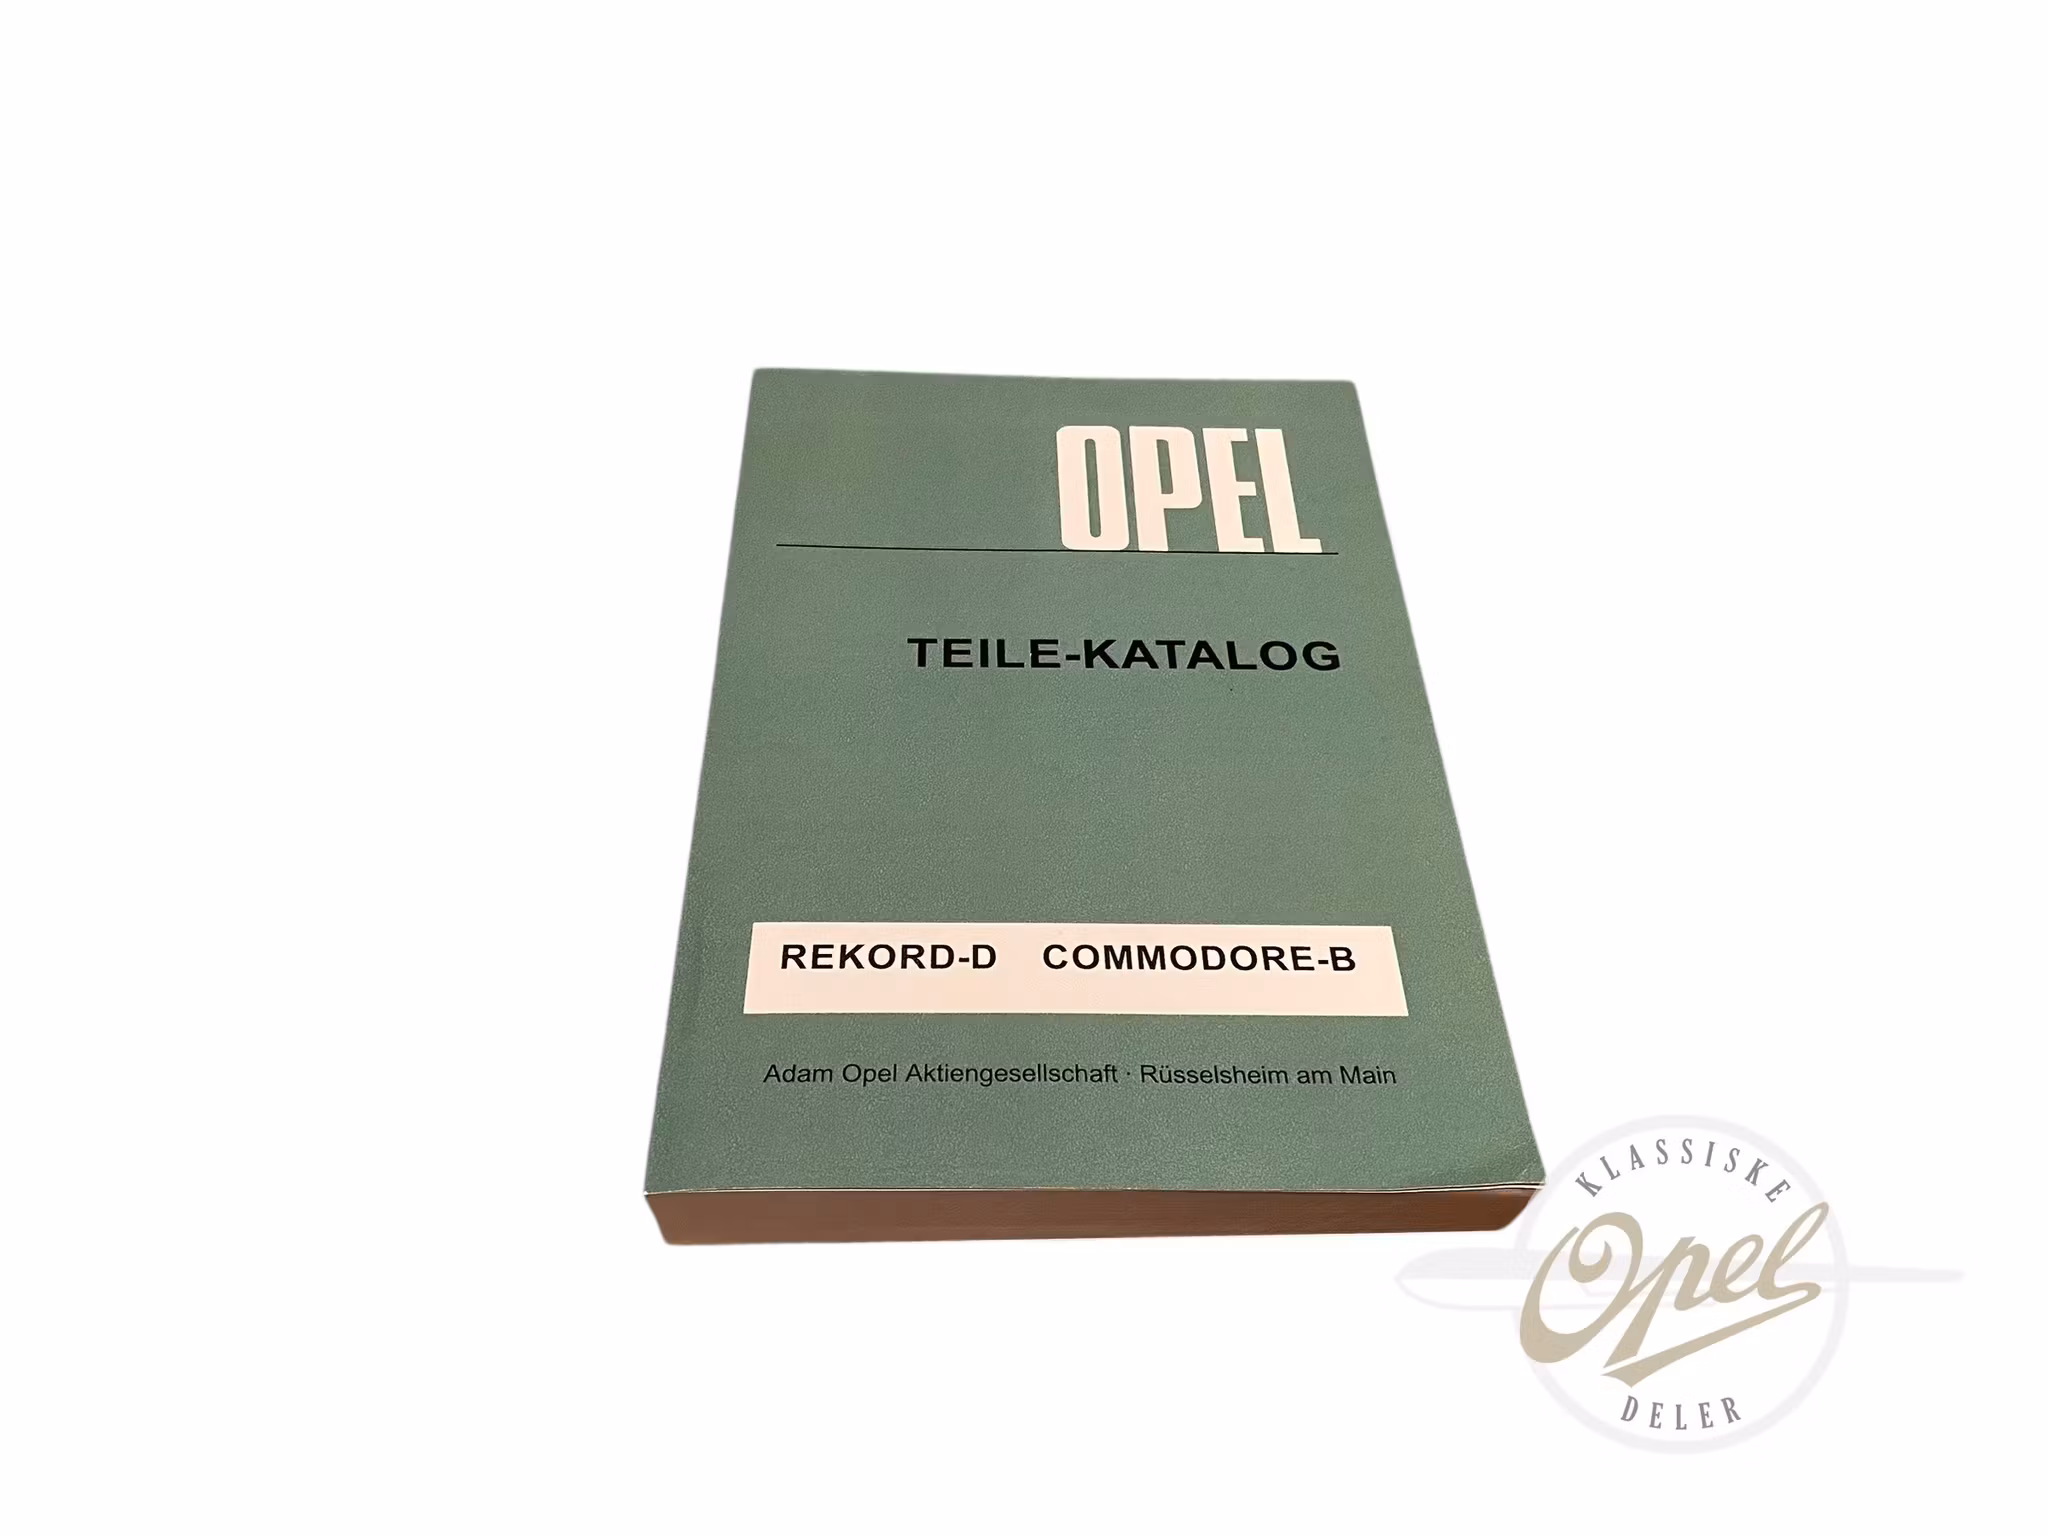 OPEL
TEILE-KATALOG
REKORD-D COMMODORE-B
Adam Opel Aktiengesellschaft · Rüsselsheim am Main
KLASSISKE
Opel
DELER